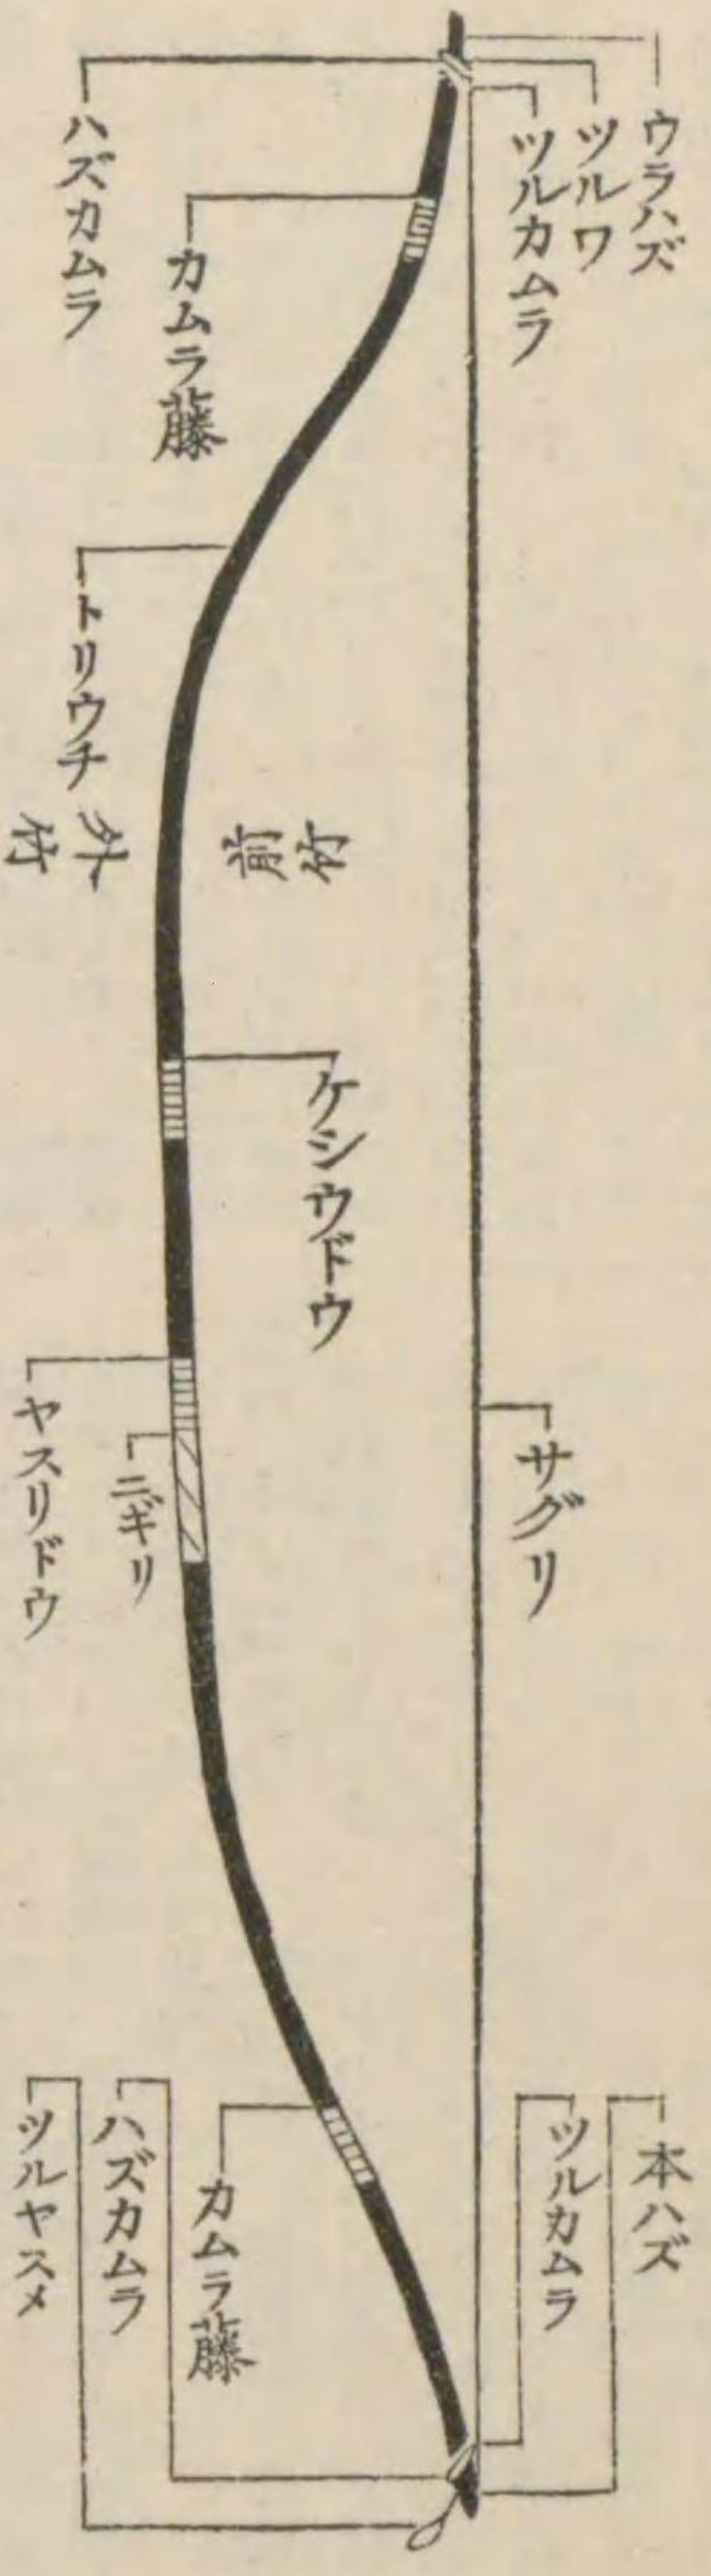 ウラハズ
ツルワ
ツルカムラ
ハズカムラ
カムラ藤
トリウチ
外竹
前竹
ケシウドウ
サグリ
ニギリ
ヤスリドウ
本ハズ
ツルカムラ
カムラ藤
ハズカムラ
ツルヤスメ